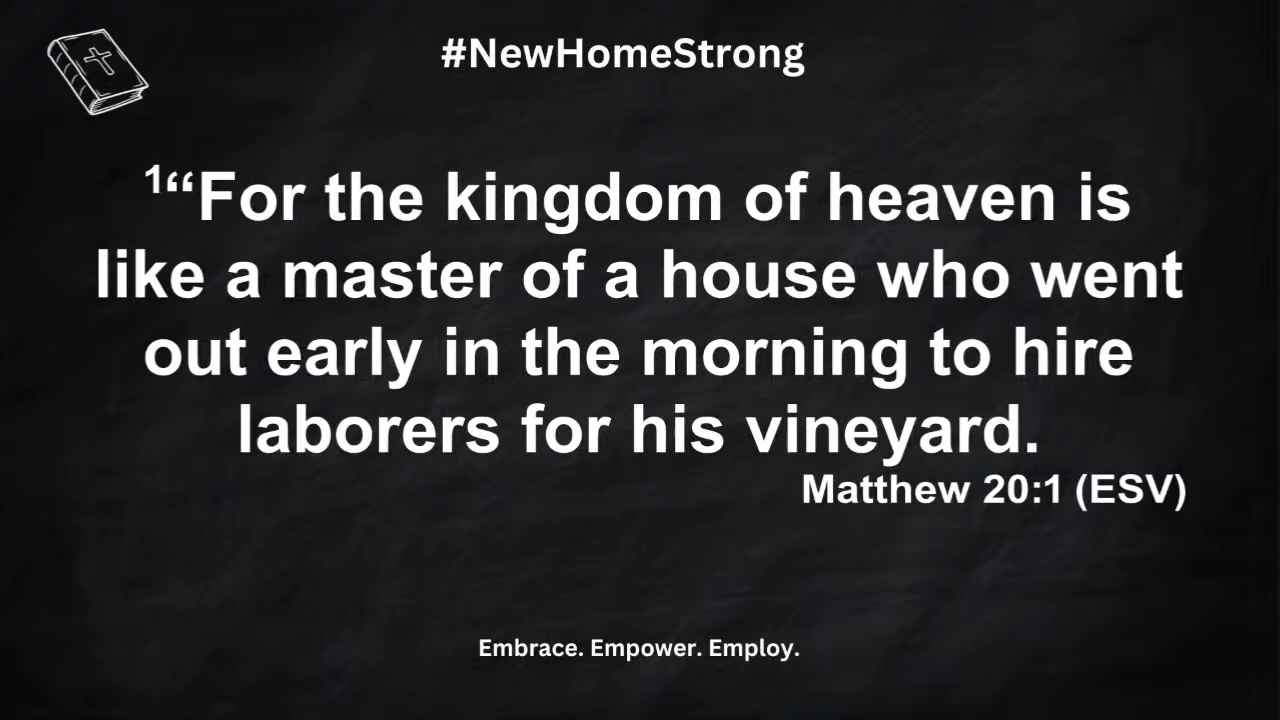 #NewHomeStrong
1“For the kingdom of heaven is
like a master of a house who went
out early in the morning to hire
laborers for his vineyard.
Matthew 20:1 (ESV)
Embrace. Empower. Employ.